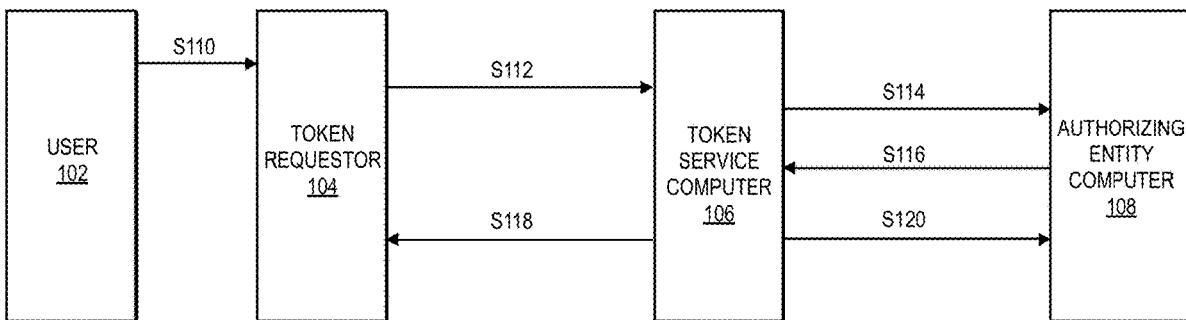 S110
S112
S114
USER
102
TOKEN
REQUESTOR
104
TOKEN
SERVICE
COMPUTER
106
S116
AUTHORIZING
ENTITY
COMPUTER
108
S118
S120